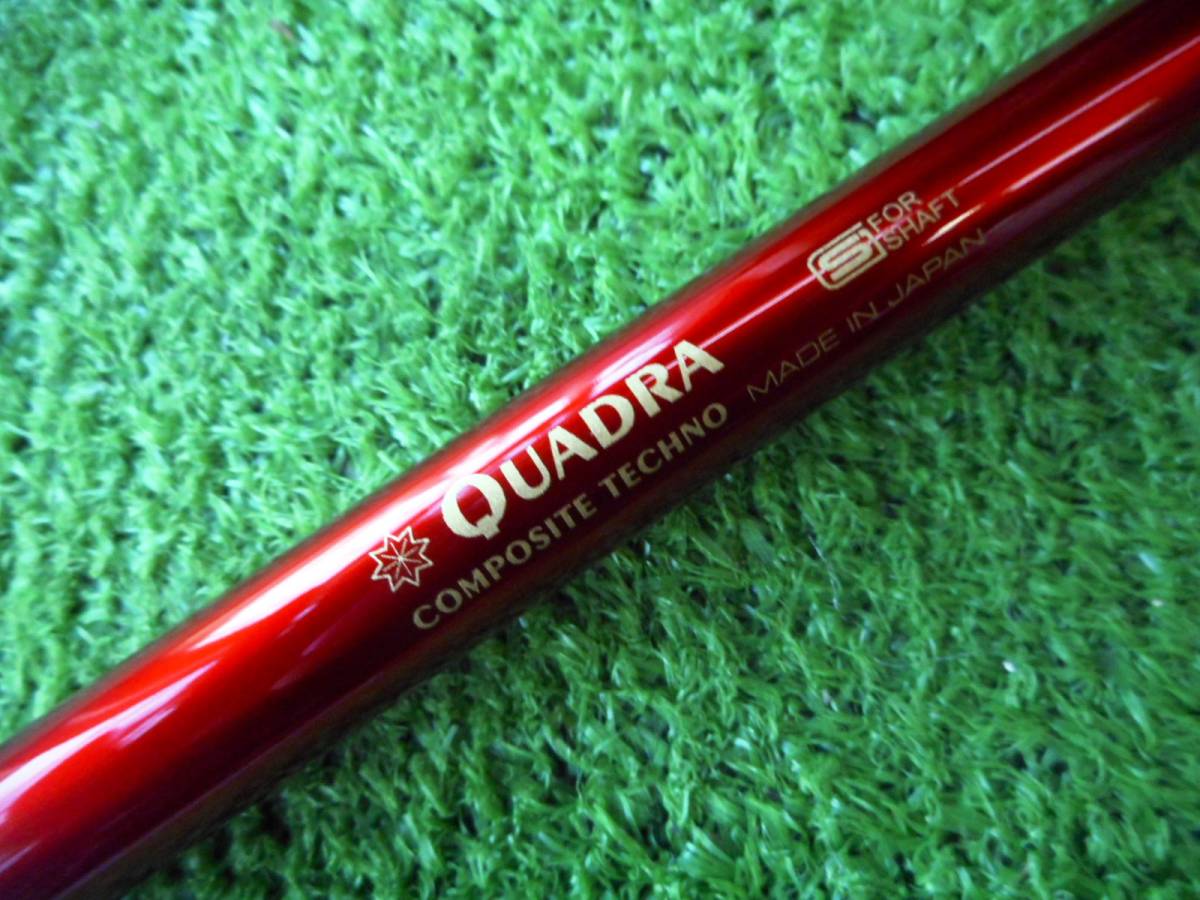 QUADRA
COMPOSITE TECHNO
S FOR
SHAFT
MADE IN JAPAN